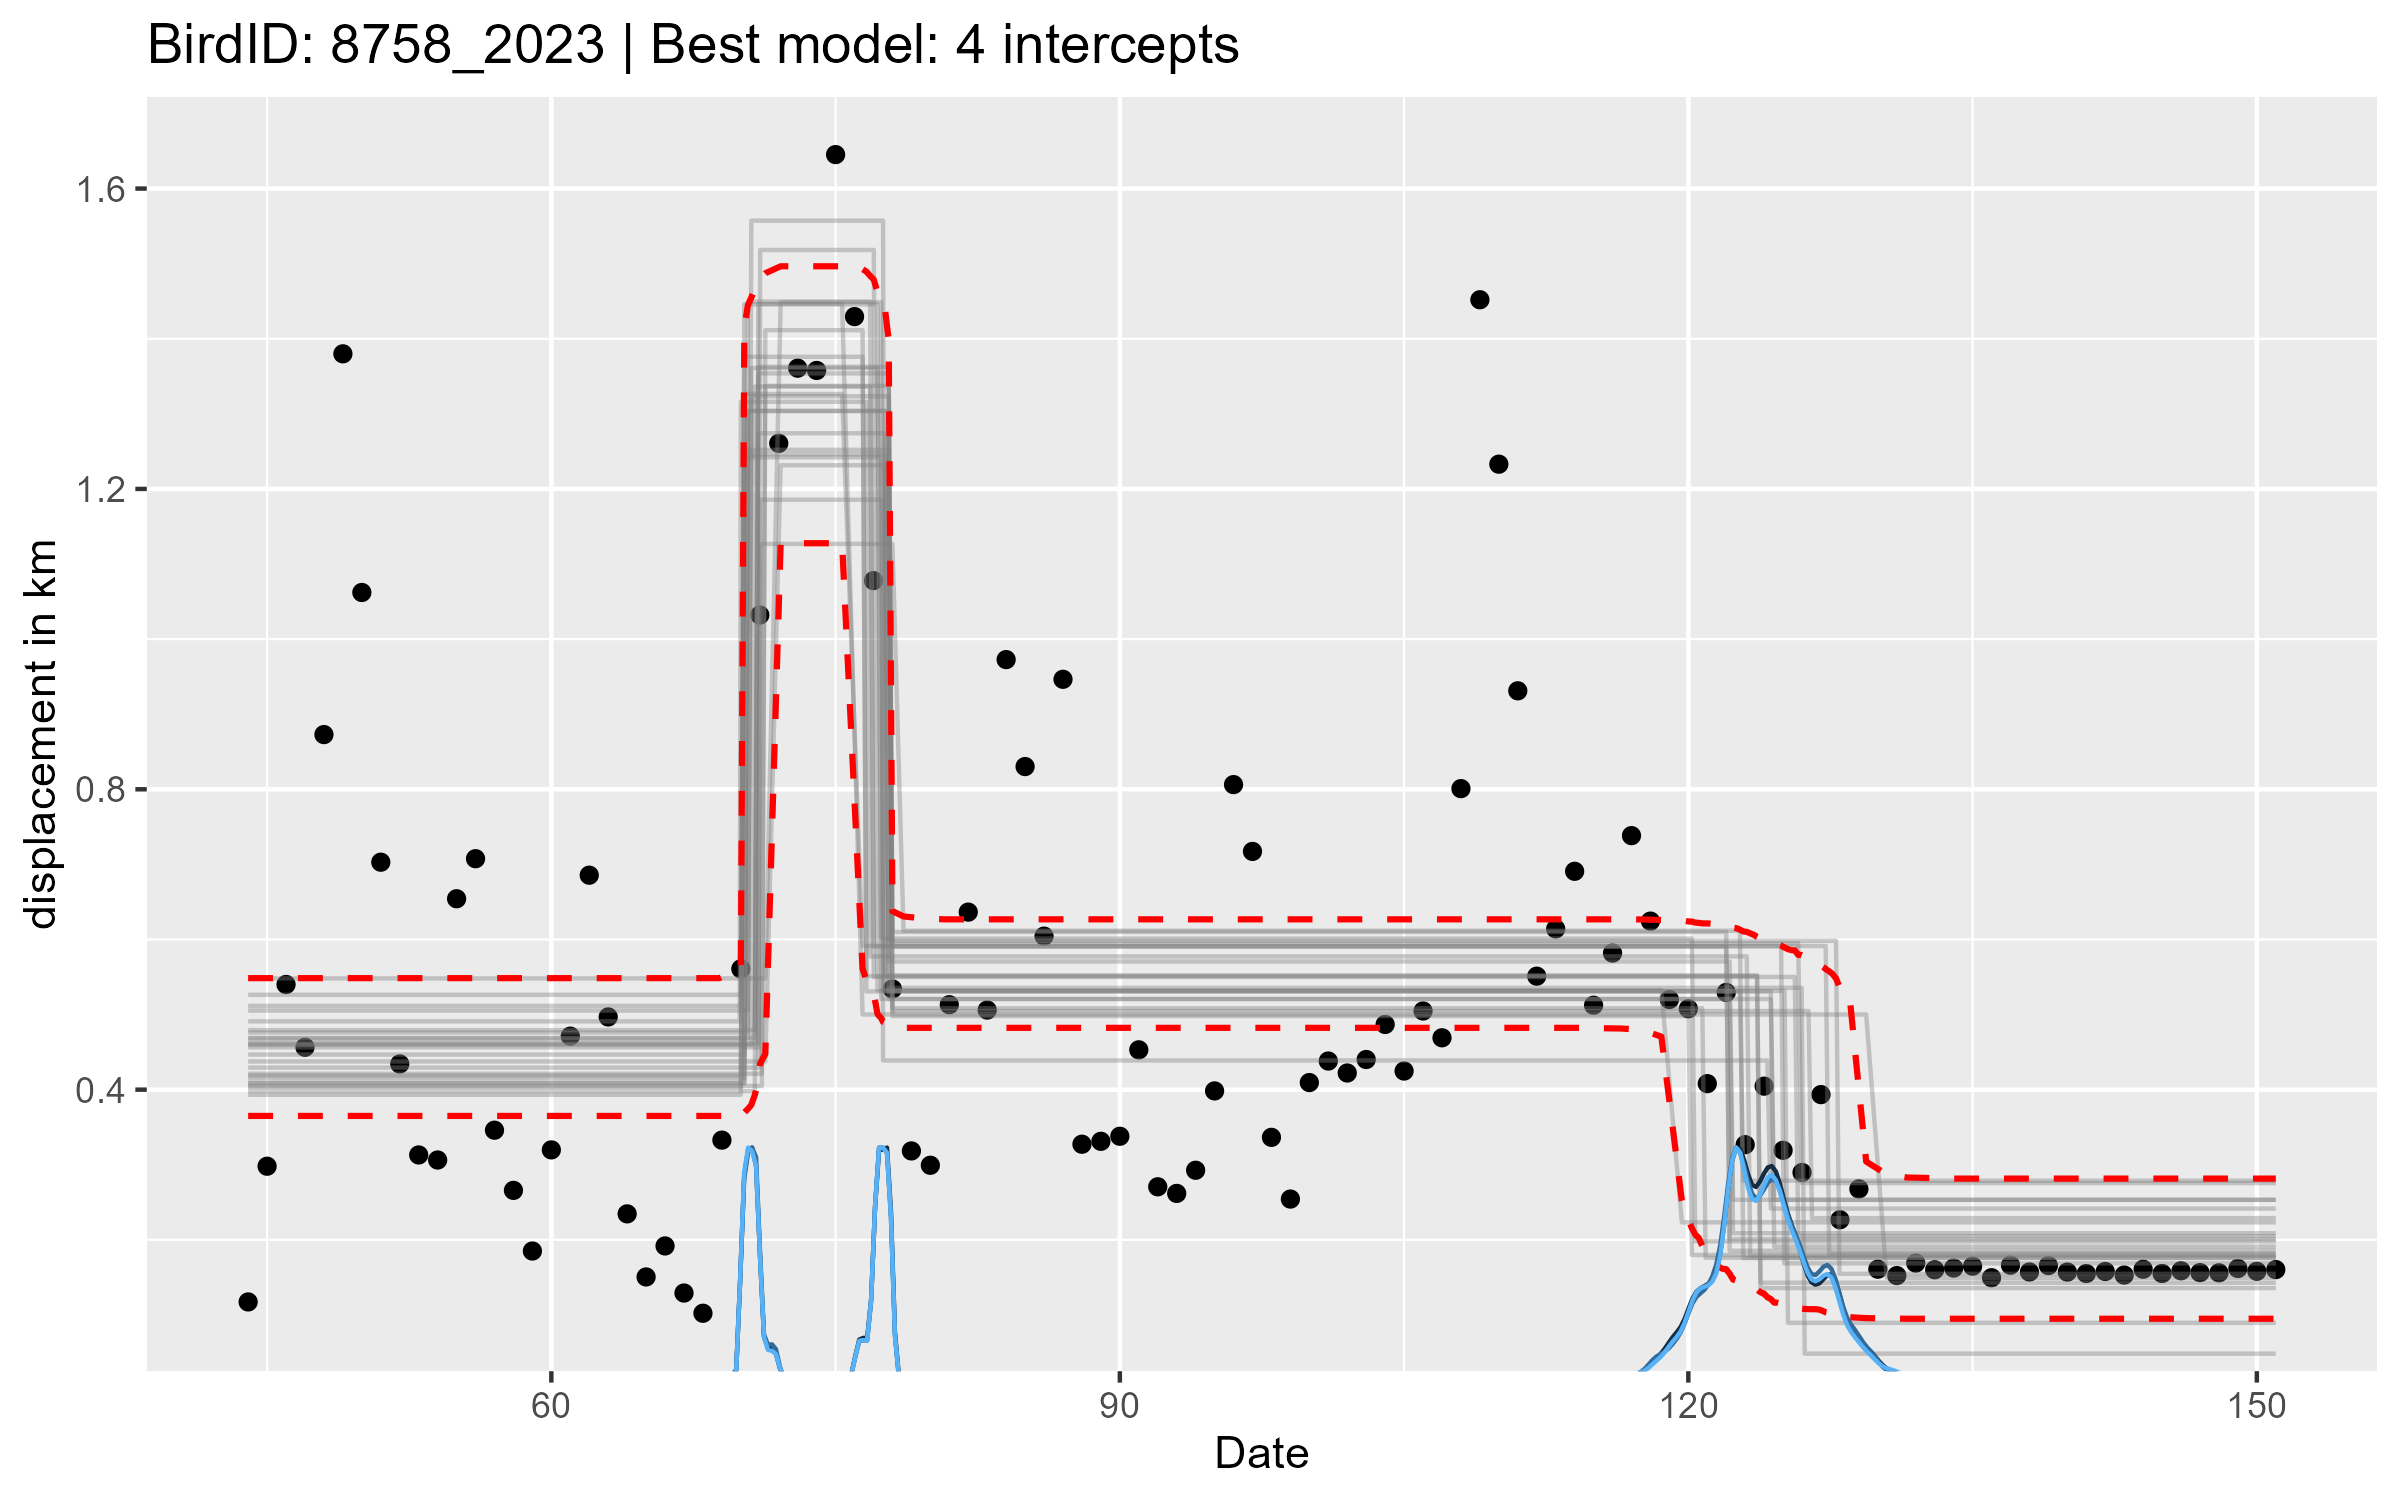 BirdID: 8758_2023 | Best model: 4 intercepts
displacement in km
1.6
1.2
0.8
0.4
60
90
120
150
Date